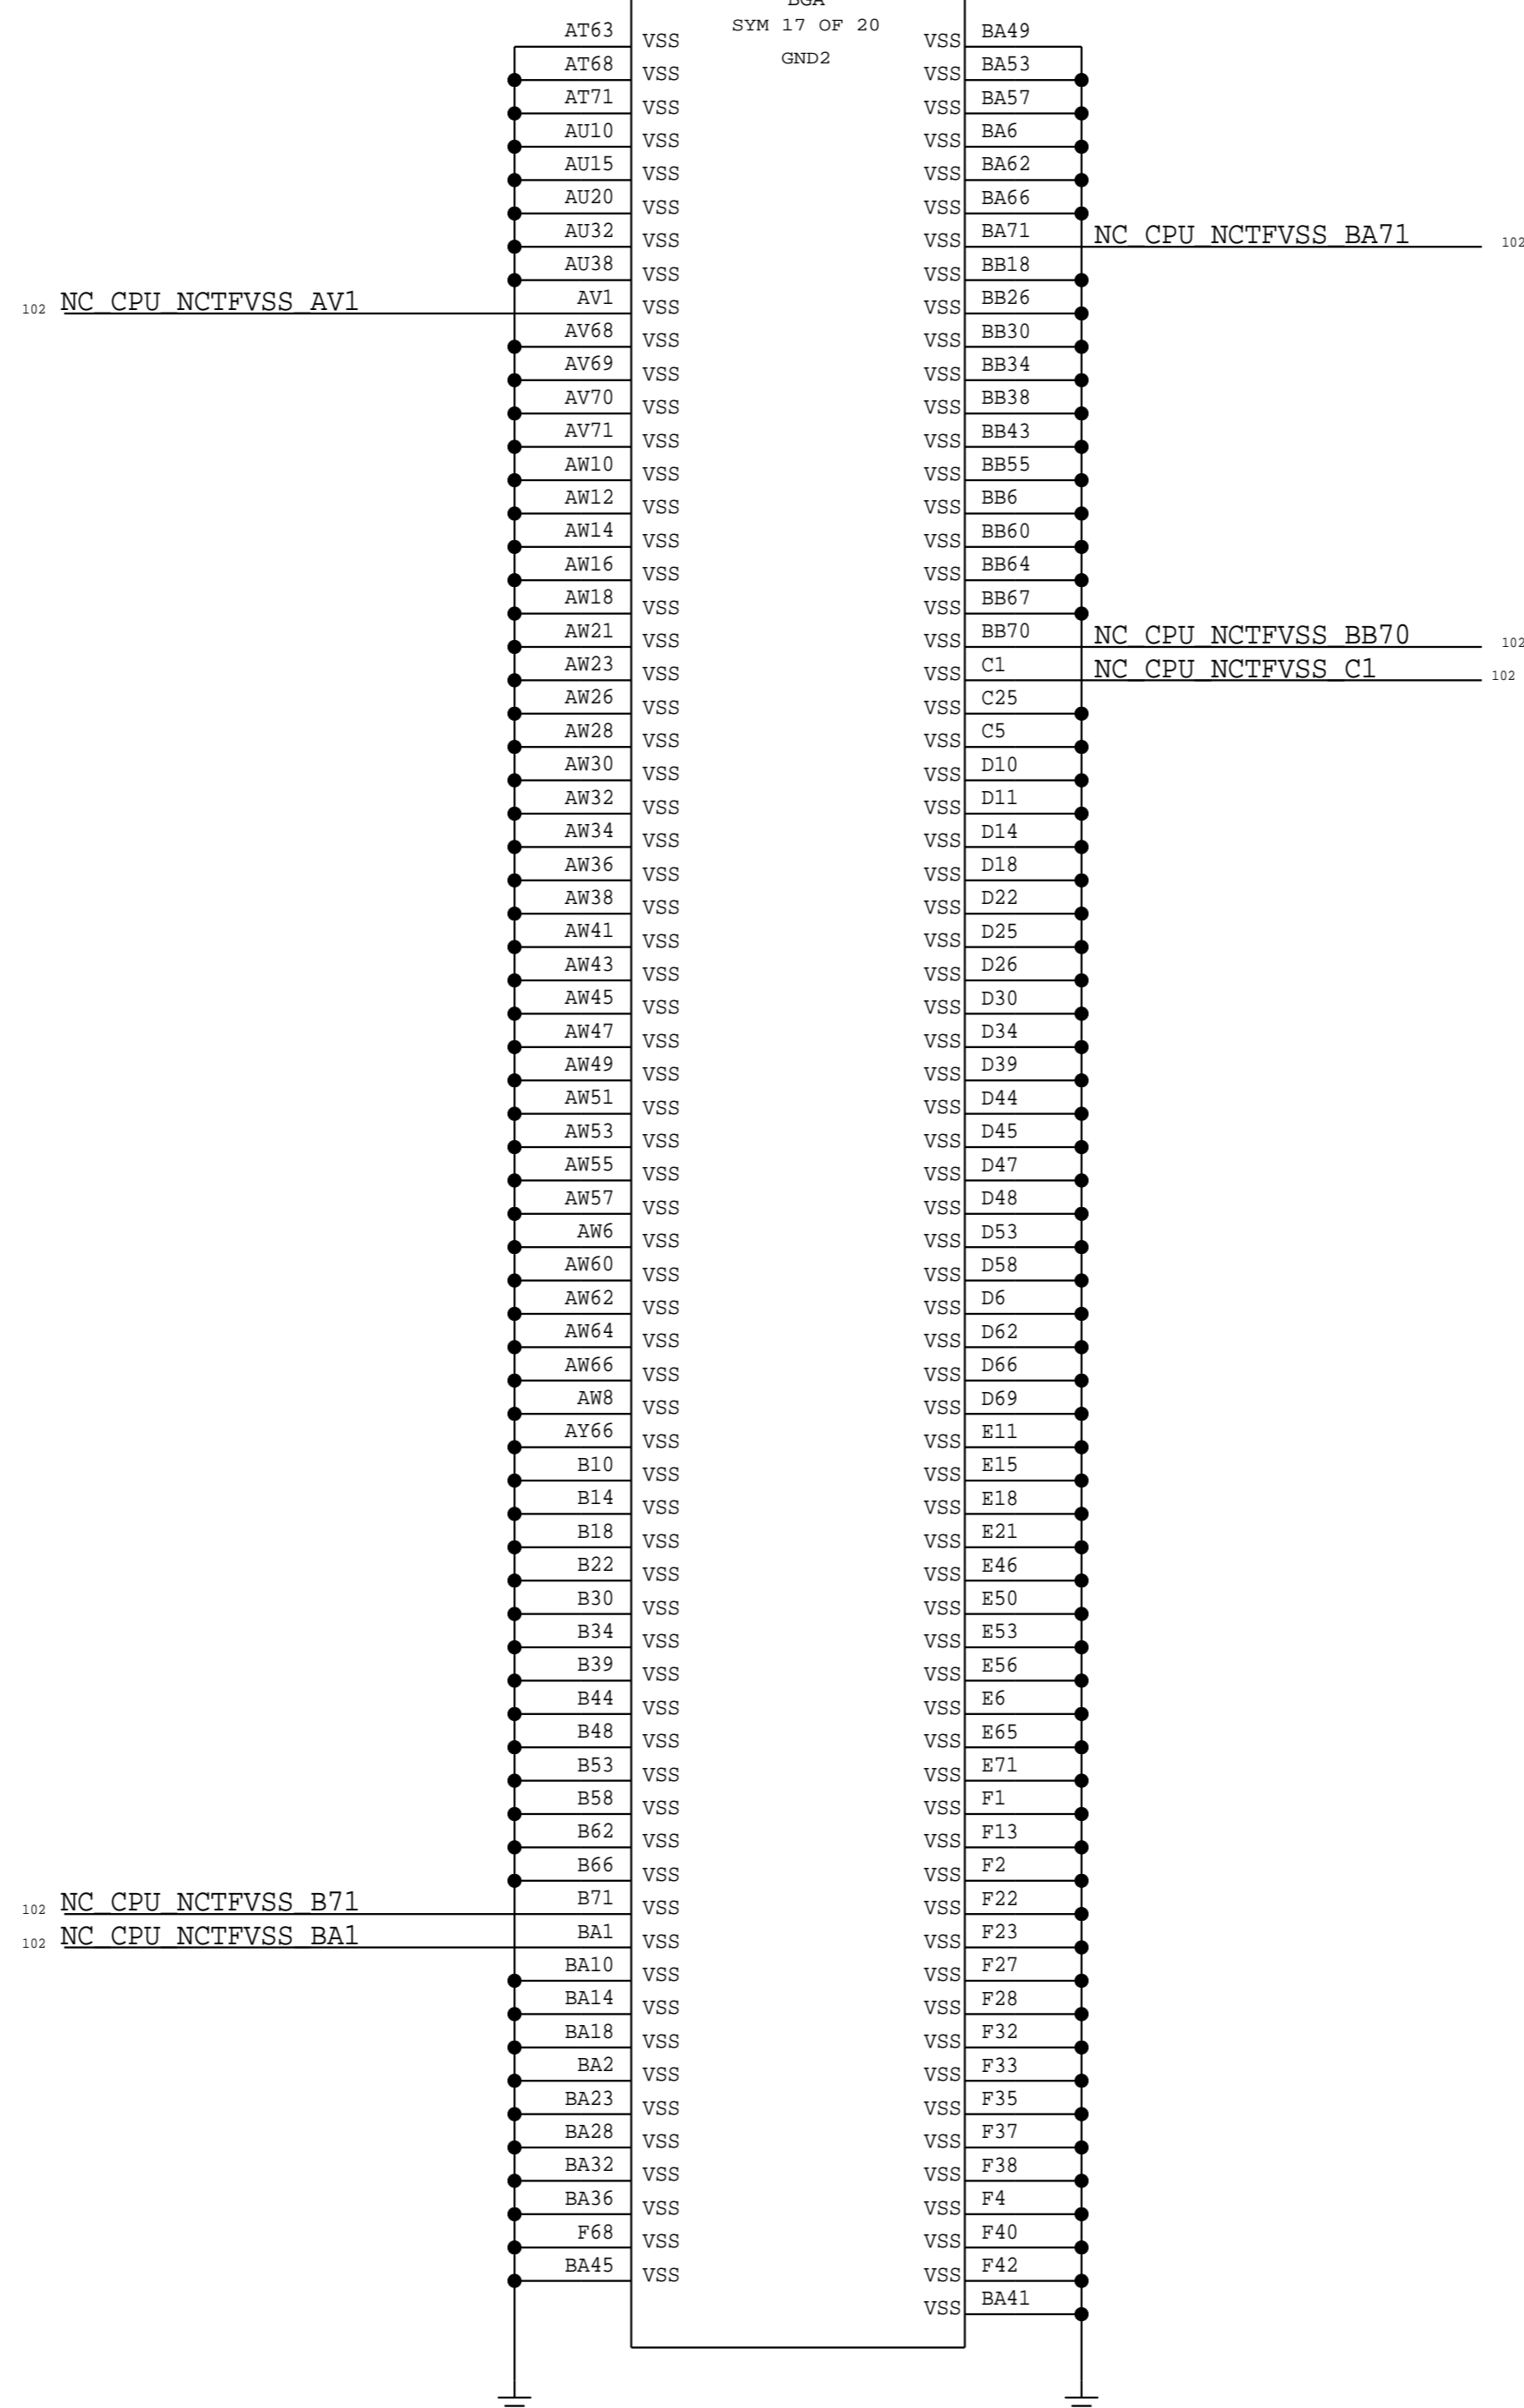 BGA
SYM 17 OF 20
GND2
AT63 VSS VSS BA49
AT68 VSS VSS BA53
AT71 VSS VSS BA57
AU10 VSS VSS BA6
AU15 VSS VSS BA62
AU20 VSS VSS BA66
AU32 VSS VSS BA71 NC_CPU_NCTFVSS_BA71 102
AU38 VSS VSS BB18
102 NC_CPU_NCTFVSS_AV1 AV1 VSS VSS BB26
AV68 VSS VSS BB30
AV69 VSS VSS BB34
AV70 VSS VSS BB38
AV71 VSS VSS BB43
AW10 VSS VSS BB55
AW12 VSS VSS BB6
AW14 VSS VSS BB60
AW16 VSS VSS BB64
AW18 VSS VSS BB67
AW21 VSS VSS BB70 NC_CPU_NCTFVSS_BB70 102
AW23 VSS VSS C1 NC_CPU_NCTFVSS_C1 102
AW26 VSS VSS C25
AW28 VSS VSS C5
AW30 VSS VSS D10
AW32 VSS VSS D11
AW34 VSS VSS D14
AW36 VSS VSS D18
AW38 VSS VSS D22
AW41 VSS VSS D25
AW43 VSS VSS D26
AW45 VSS VSS D30
AW47 VSS VSS D34
AW49 VSS VSS D39
AW51 VSS VSS D44
AW53 VSS VSS D45
AW55 VSS VSS D47
AW57 VSS VSS D48
AW6 VSS VSS D53
AW60 VSS VSS D58
AW62 VSS VSS D6
AW64 VSS VSS D62
AW66 VSS VSS D66
AW8 VSS VSS D69
AY66 VSS VSS E11
B10 VSS VSS E15
B14 VSS VSS E18
B18 VSS VSS E21
B22 VSS VSS E46
B30 VSS VSS E50
B34 VSS VSS E53
B39 VSS VSS E56
B44 VSS VSS E6
B48 VSS VSS E65
B53 VSS VSS E71
B58 VSS VSS F1
B62 VSS VSS F13
B66 VSS VSS F2
102 NC_CPU_NCTFVSS_B71 B71 VSS VSS F22
102 NC_CPU_NCTFVSS_BA1 BA1 VSS VSS F23
BA10 VSS VSS F27
BA14 VSS VSS F28
BA18 VSS VSS F32
BA2 VSS VSS F33
BA23 VSS VSS F35
BA28 VSS VSS F37
BA32 VSS VSS F38
BA36 VSS VSS F4
F68 VSS VSS F40
BA45 VSS VSS F42
VSS BA41